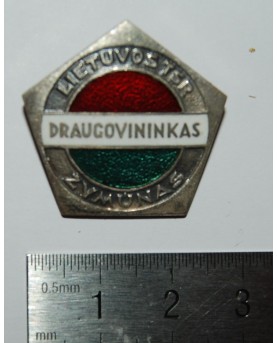 LIETUVOS TSR
DRAUGOVININKAS
ŽYMŪNAS
0.5mm 1 2 3
mm